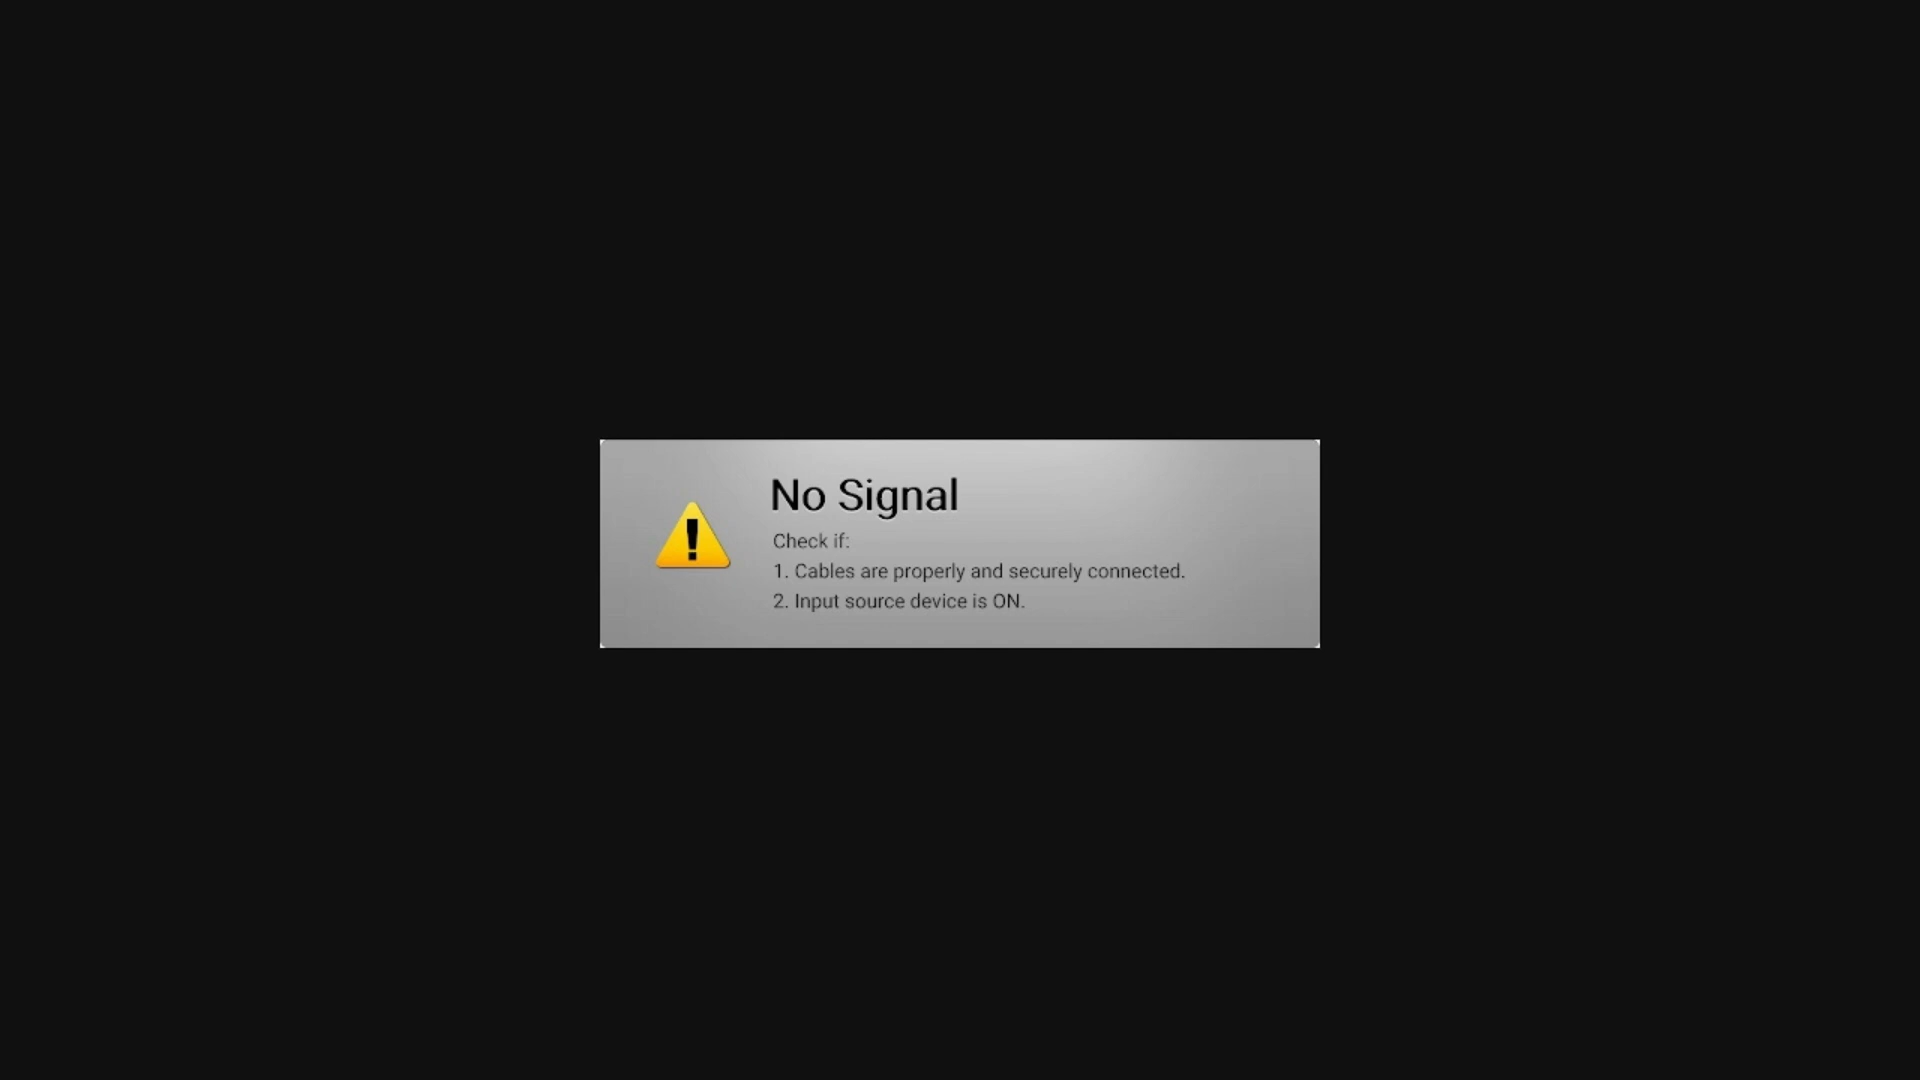 No Signal
Check if:
1. Cables are properly and securely connected.
2. Input source device is ON.